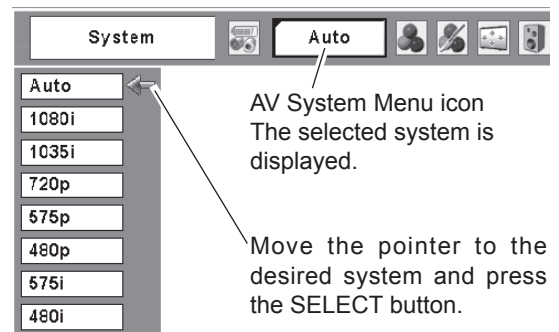 System Auto
Auto
1080i
1035i
720p
575p
480p
575i
480i
AV System Menu icon
The selected system is
displayed.
Move the pointer to the
desired system and press
the SELECT button.